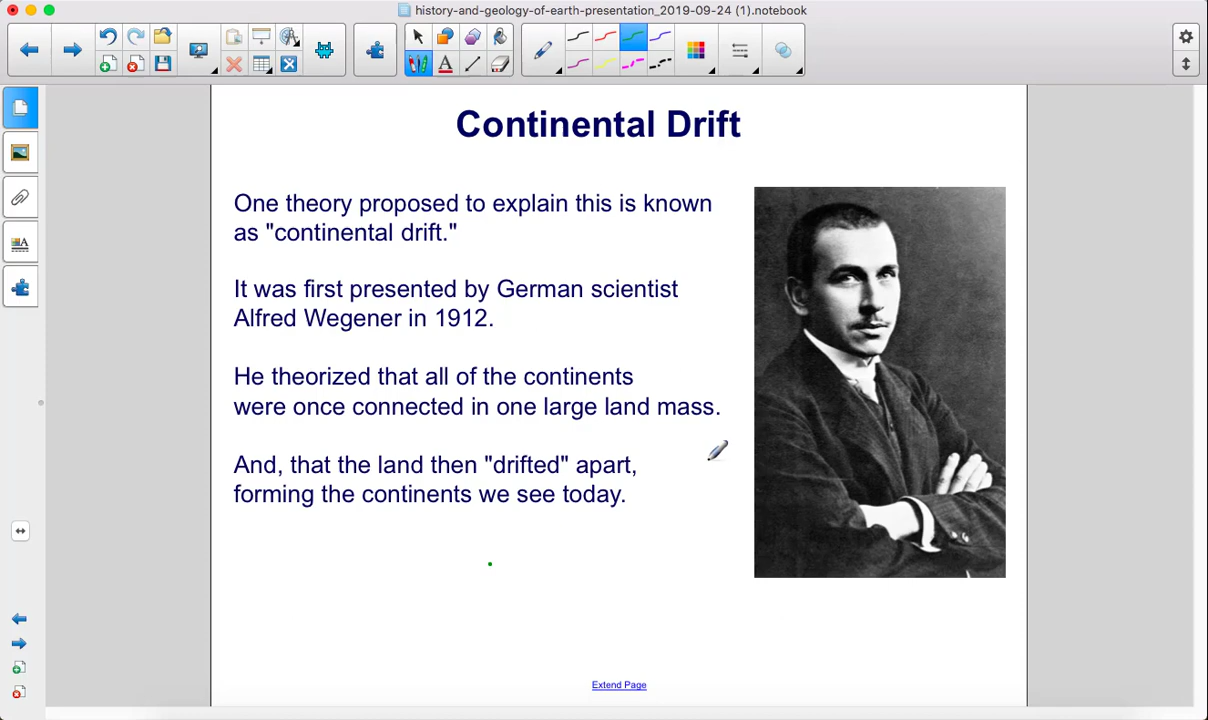 history-and-geology-of-earth-presentation_2019-09-24 (1).notebook
Continental Drift
One theory proposed to explain this is known
as "continental drift."
It was first presented by German scientist
Alfred Wegener in 1912.
He theorized that all of the continents
were once connected in one large land mass.
And, that the land then "drifted" apart,
forming the continents we see today.
Extend Page